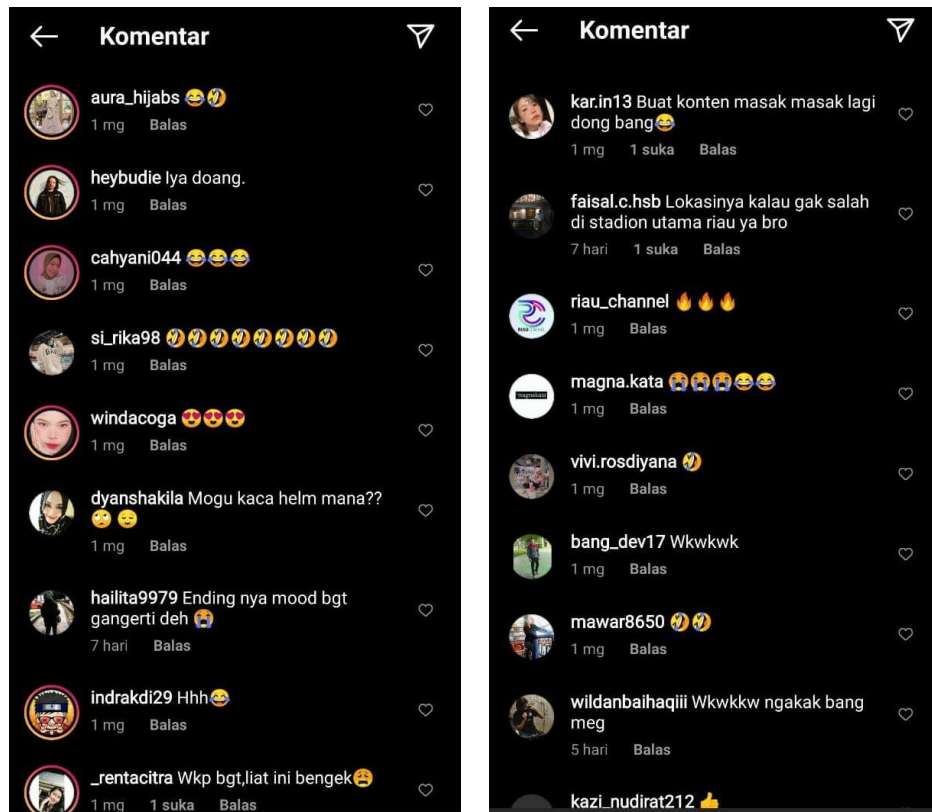 Komentar
aura_hijabs 😂🤣
1 mg Balas
heybudie Iya doang.
1 mg Balas
cahyani044 😂😂😂
1 mg Balas
si_rika98 🤣🤣🤣🤣🤣🤣🤣🤣
1 mg Balas
windacoga 😍😍😍
1 mg Balas
dyanshakila Mogu kaca helm mana??
🙄😌
1 mg Balas
hailita9979 Ending nya mood bgt
gangerti deh 😭
7 hari Balas
indrakdi29 Hhh😂
1 mg Balas
_rentacitra Wkp bgt,liat ini bengek😩
1 mg 1 suka Balas
Komentar
kar.in13 Buat konten masak masak lagi
dong bang😂
1 mg 1 suka Balas
faisal.c.hsb Lokasinya kalau gak salah
di stadion utama riau ya bro
7 hari 1 suka Balas
riau_channel 🔥🔥🔥
1 mg Balas
magna.kata 😭😭😭😂😂
1 mg Balas
vivi.rosdiyana 🤣
1 mg Balas
bang_dev17 Wkwkwk
1 mg Balas
mawar8650 🤣🤣
1 mg Balas
wildanbaihaqiii Wkwkkw ngakak bang
meg
5 hari Balas
kazi_nudirat212 👍